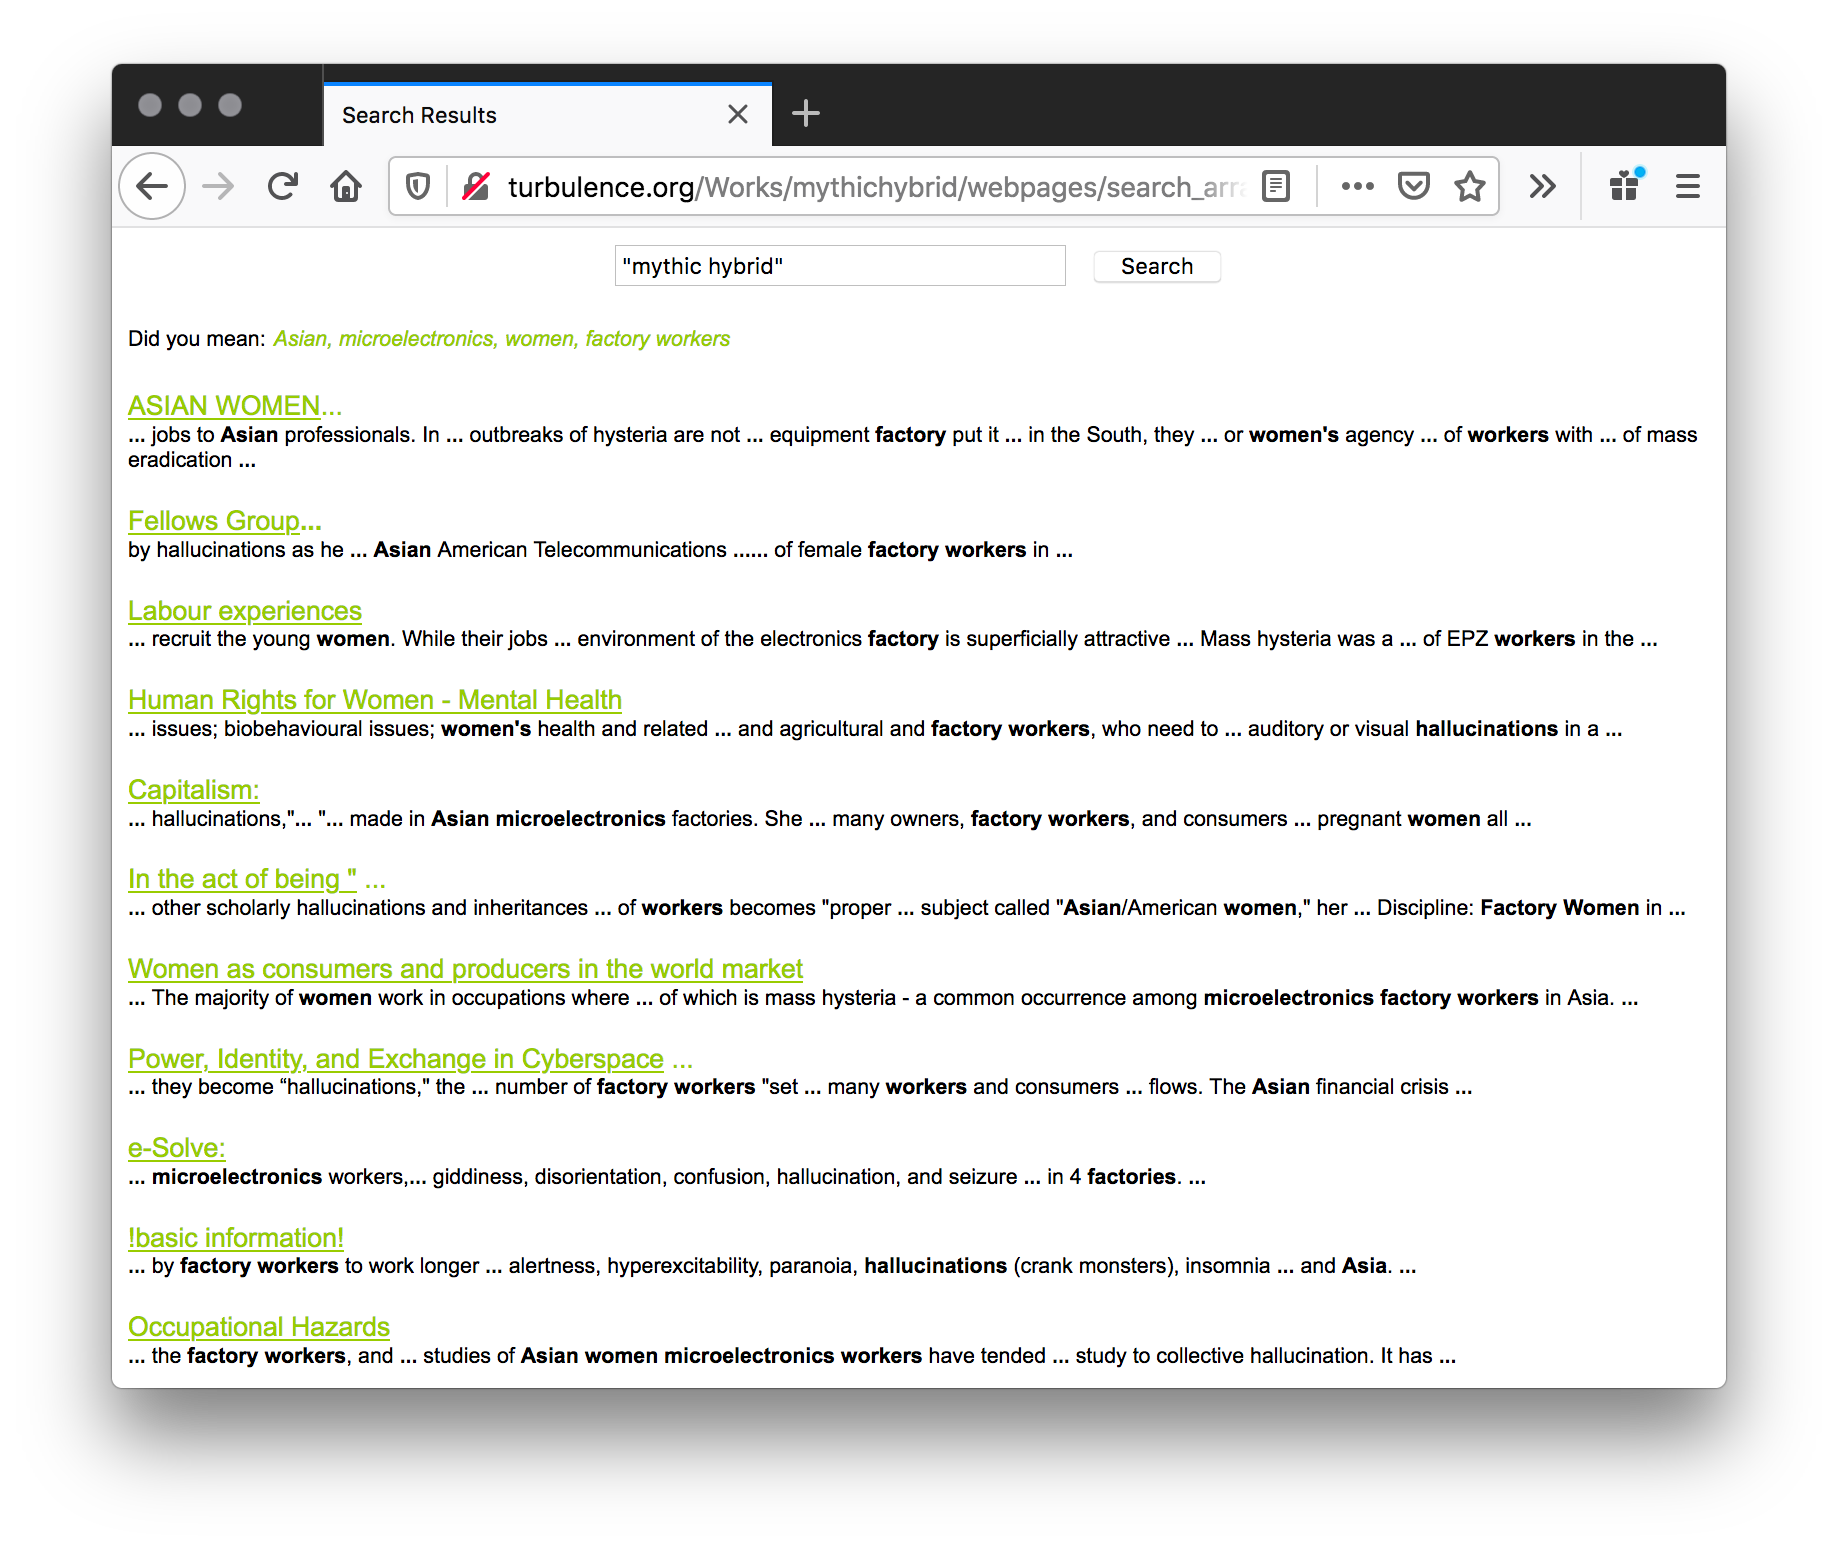 Search Results
turbulence.org/Works/mythichybrid/webpages/search_arra
"mythic hybrid"
Search
Did you mean: Asian, microelectronics, women, factory workers
ASIAN WOMEN...
... jobs to Asian professionals. In ... outbreaks of hysteria are not ... equipment factory put it ... in the South, they ... or women's agency ... of workers with ... of mass
eradication ...
Fellows Group...
by hallucinations as he ... Asian American Telecommunications ...... of female factory workers in ...
Labour experiences
... recruit the young women. While their jobs ... environment of the electronics factory is superficially attractive ... Mass hysteria was a ... of EPZ workers in the ...
Human Rights for Women - Mental Health
... issues; biobehavioural issues; women's health and related ... and agricultural and factory workers, who need to ... auditory or visual hallucinations in a ...
Capitalism:
... hallucinations,"... "... made in Asian microelectronics factories. She ... many owners, factory workers, and consumers ... pregnant women all ...
In the act of being " ...
... other scholarly hallucinations and inheritances ... of workers becomes "proper ... subject called "Asian/American women," her ... Discipline: Factory Women in ...
Women as consumers and producers in the world market
... The majority of women work in occupations where ... of which is mass hysteria - a common occurrence among microelectronics factory workers in Asia. ...
Power, Identity, and Exchange in Cyberspace ...
... they become “hallucinations," the ... number of factory workers "set ... many workers and consumers ... flows. The Asian financial crisis ...
e-Solve:
... microelectronics workers,... giddiness, disorientation, confusion, hallucination, and seizure ... in 4 factories. ...
!basic information!
... by factory workers to work longer ... alertness, hyperexcitability, paranoia, hallucinations (crank monsters), insomnia ... and Asia. ...
Occupational Hazards
... the factory workers, and ... studies of Asian women microelectronics workers have tended ... study to collective hallucination. It has ...